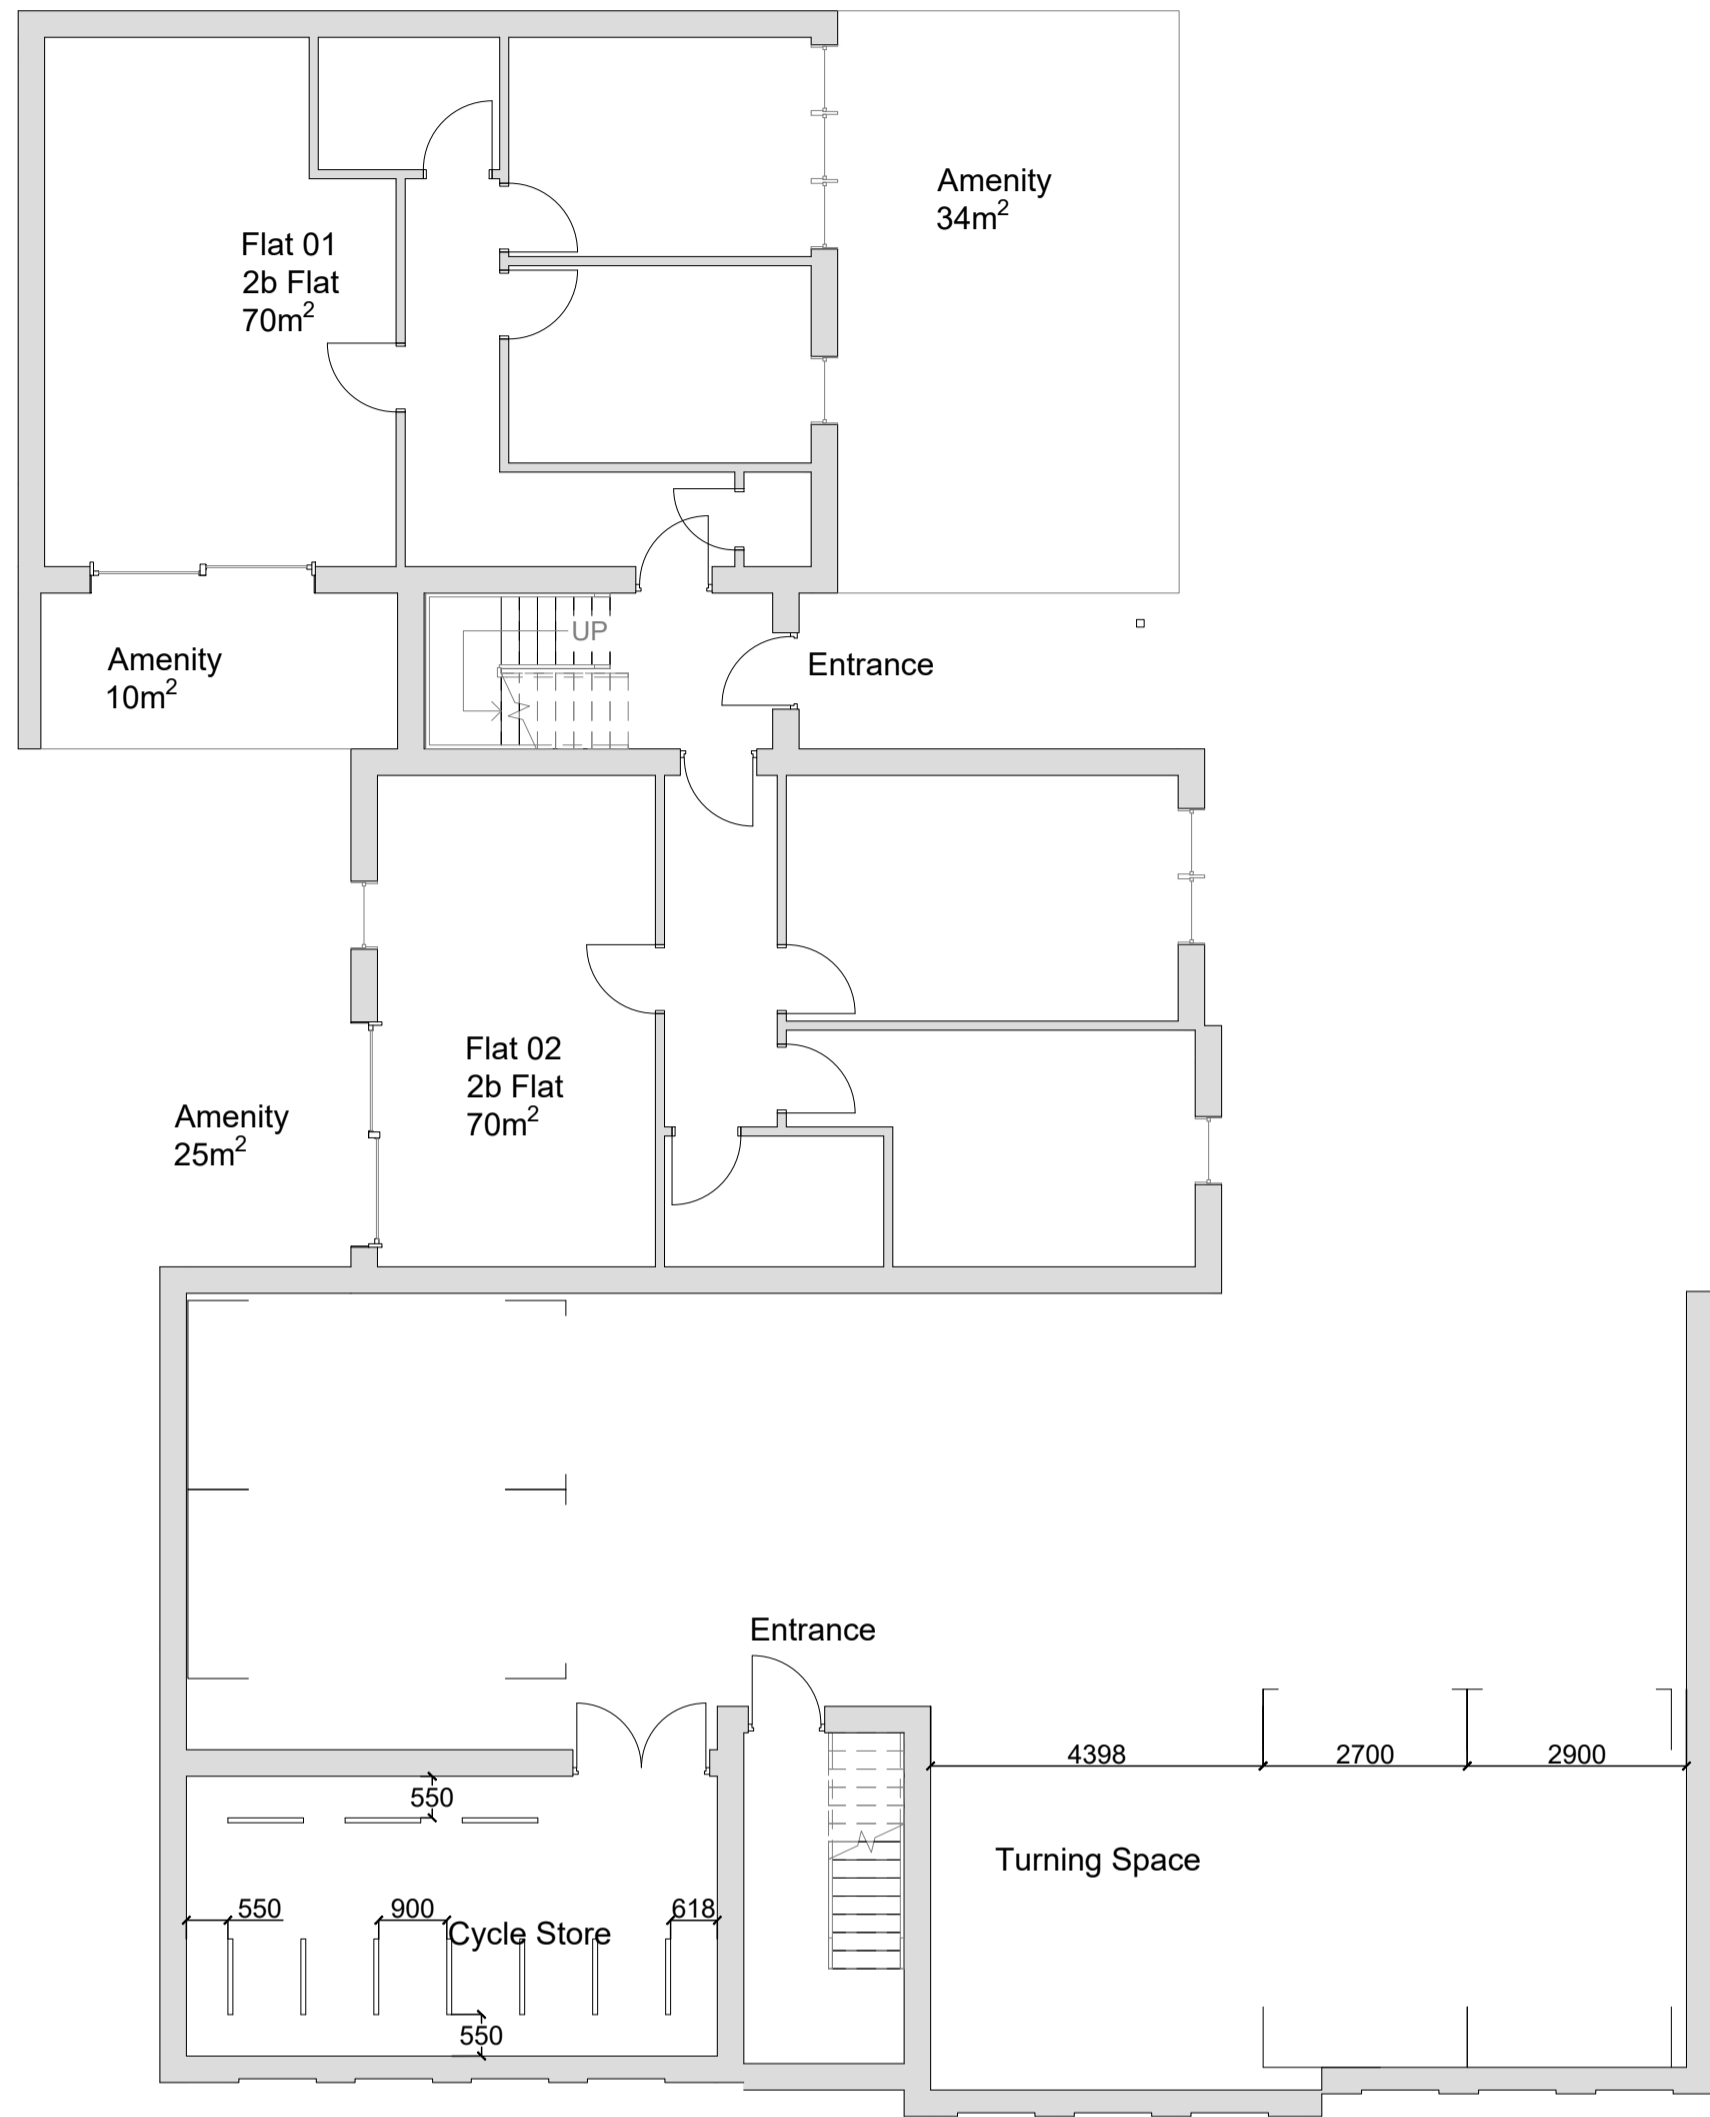 Amenity
34m²
Flat 01
2b Flat
70m²
UP
Amenity
10m²
Entrance
Flat 02
2b Flat
70m²
Amenity
25m²
Entrance
4398
2700
2900
550
Turning Space
550
900
618
Cycle Store
550